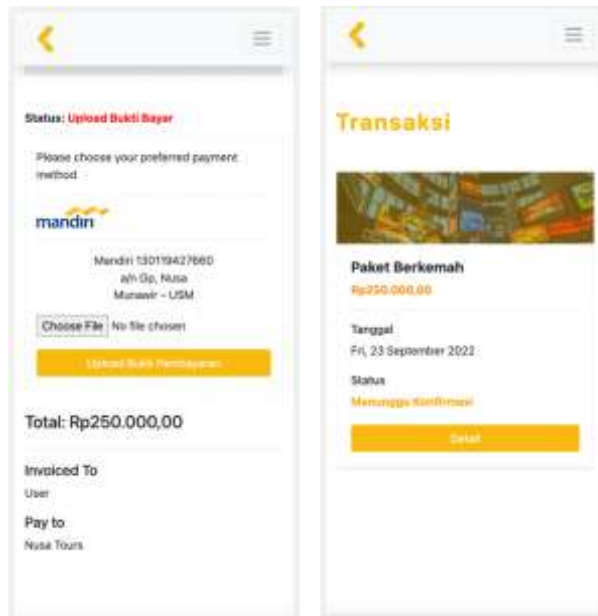 Status: Upload Bukti Bayar
Please choose your preferred payment
method
mandiri
Mandiri 130119427660
a/n Gp, Nusa
Munawir - USM
Choose File No file chosen
Upload Bukti Pembayaran
Total: Rp250.000,00
Invoiced To
User
Pay to
Nusa Tours
Transaksi
Paket Berkemah
Rp250.000,00
Tanggal
Fri, 23 September 2022
Status
Menunggu Konfirmasi
Detail